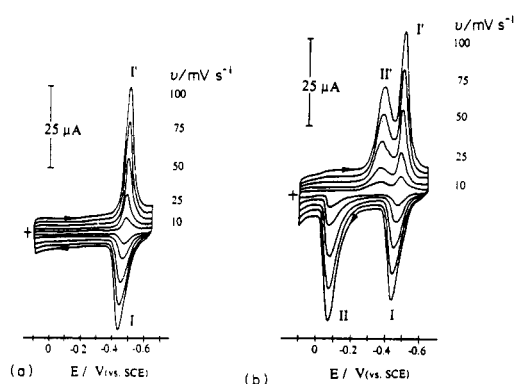 I'
υ/mV s⁻¹
100
75
50
25
10
25 µA
+
I
0 -0.2 -0.4 -0.6
E / V(vs. SCE)
(a)
I'
II'
υ/mV s⁻¹
100
75
50
25
10
25 µA
+
II
I
0 -0.2 -0.4 -0.6
E / V(vs. SCE)
(b)